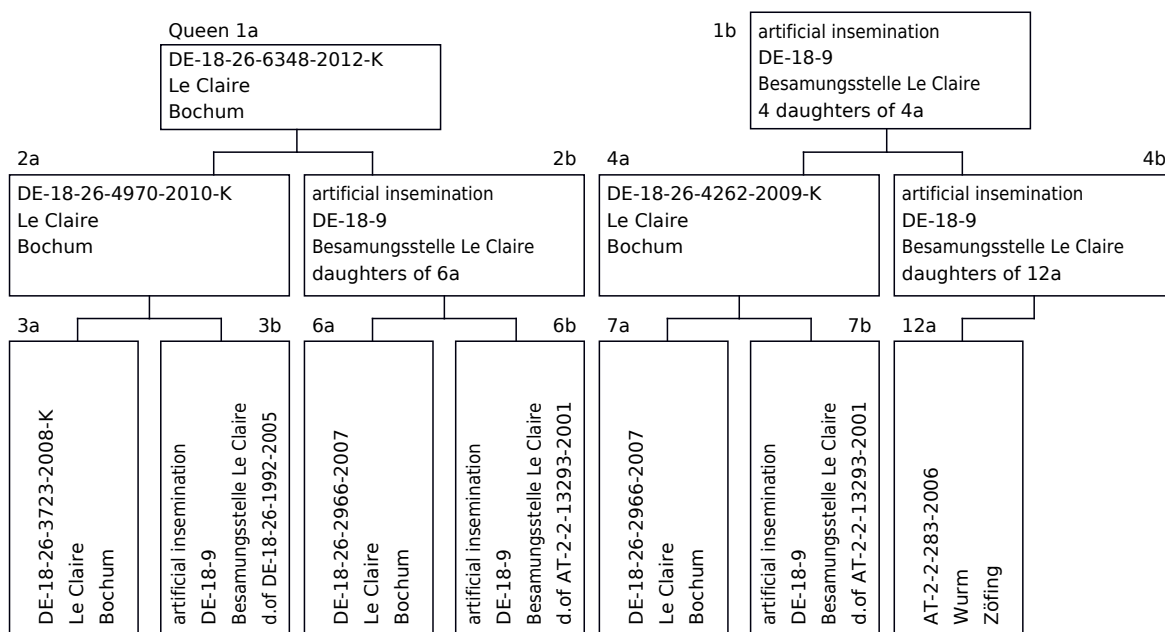 Queen 1a
DE-18-26-6348-2012-K
Le Claire
Bochum
1b
artificial insemination
DE-18-9
Besamungsstelle Le Claire
4 daughters of 4a
2a
DE-18-26-4970-2010-K
Le Claire
Bochum
2b
artificial insemination
DE-18-9
Besamungsstelle Le Claire
daughters of 6a
4a
DE-18-26-4262-2009-K
Le Claire
Bochum
4b
artificial insemination
DE-18-9
Besamungsstelle Le Claire
daughters of 12a
3a
DE-18-26-3723-2008-K
Le Claire
Bochum
3b
artificial insemination
DE-18-9
Besamungsstelle Le Claire
d.of DE-18-26-1992-2005
6a
DE-18-26-2966-2007
Le Claire
Bochum
6b
artificial insemination
DE-18-9
Besamungsstelle Le Claire
d.of AT-2-2-13293-2001
7a
DE-18-26-2966-2007
Le Claire
Bochum
7b
artificial insemination
DE-18-9
Besamungsstelle Le Claire
d.of AT-2-2-13293-2001
12a
AT-2-2-283-2006
Wurm
Zöfing